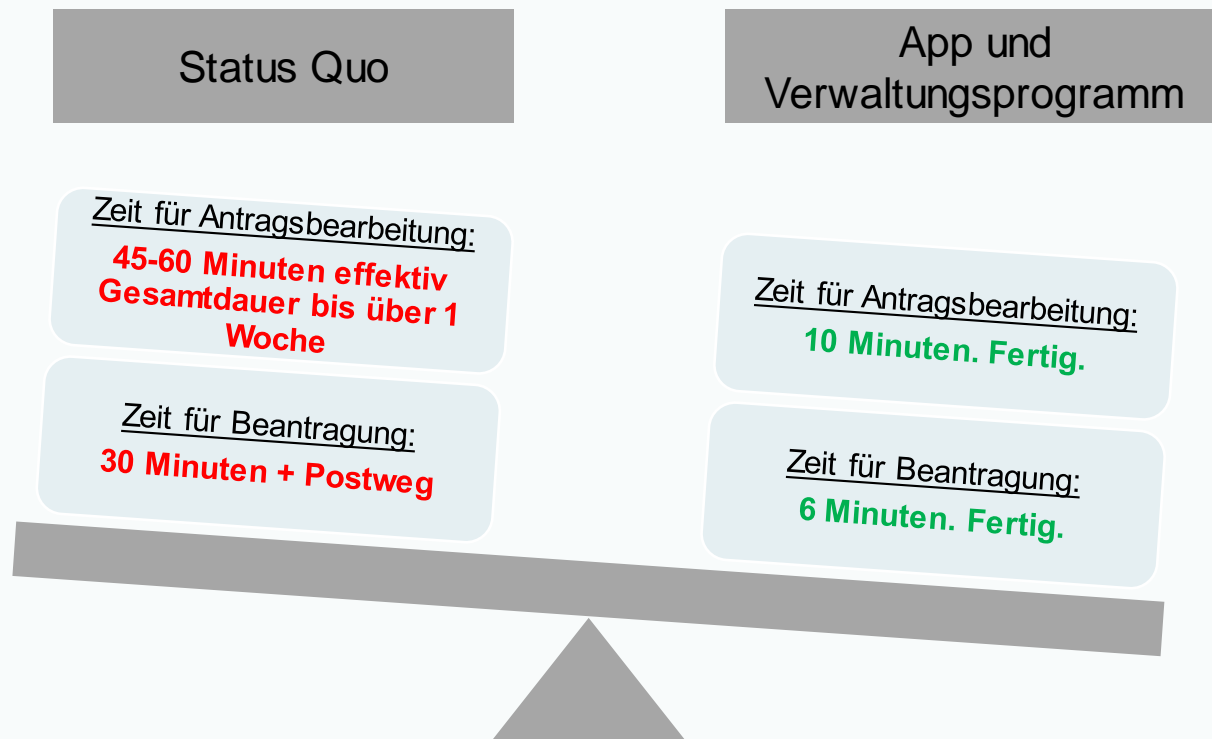 Status Quo
Zeit für Antragsbearbeitung:
45-60 Minuten effektiv
Gesamtdauer bis über 1
Woche
Zeit für Beantragung:
30 Minuten + Postweg
App und
Verwaltungsprogramm
Zeit für Antragsbearbeitung:
10 Minuten. Fertig.
Zeit für Beantragung:
6 Minuten. Fertig.